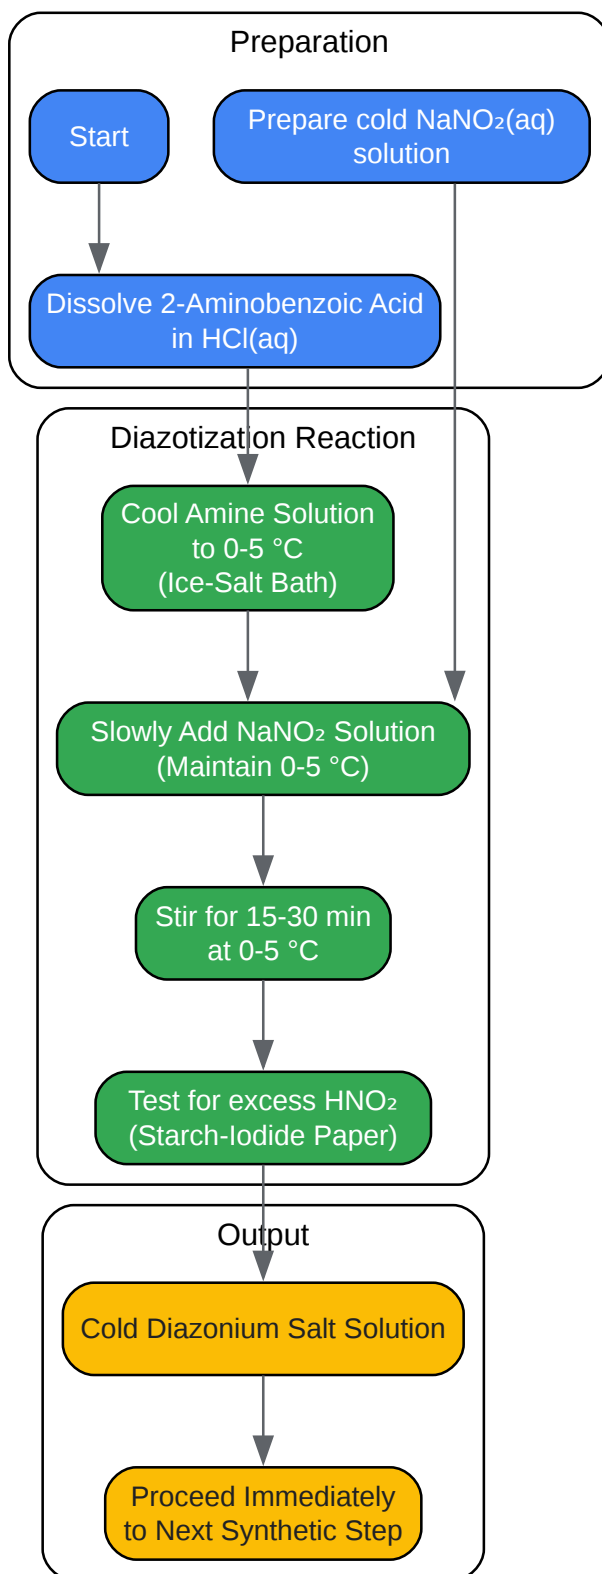 Preparation
Start
Prepare cold NaNO₂(aq)
solution
Dissolve 2-Aminobenzoic Acid
in HCl(aq)
Diazotization Reaction
Cool Amine Solution
to 0-5 °C
(Ice-Salt Bath)
Slowly Add NaNO₂ Solution
(Maintain 0-5 °C)
Stir for 15-30 min
at 0-5 °C
Test for excess HNO₂
(Starch-Iodide Paper)
Output
Cold Diazonium Salt Solution
Proceed Immediately
to Next Synthetic Step